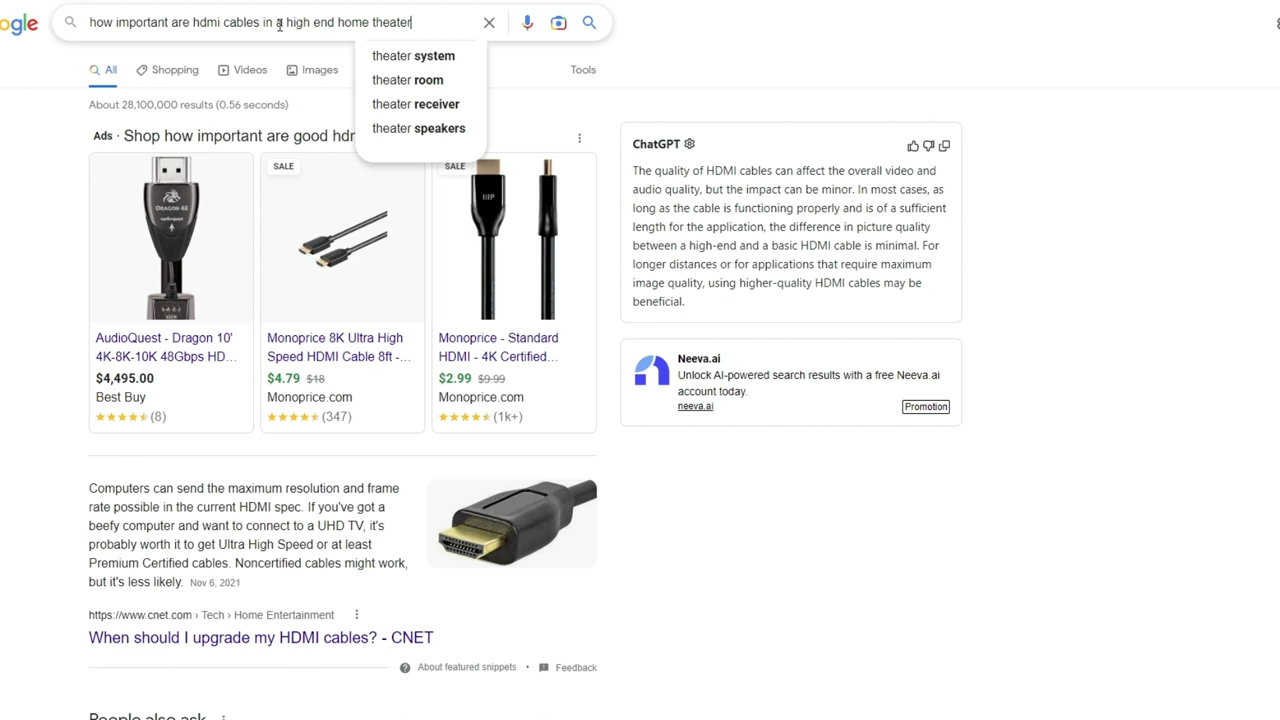 ogle
how important are hdmi cables in a high end home theater
theater system
theater room
theater receiver
theater speakers
All
Shopping
Videos
Images
Tools
About 28,100,000 results (0.56 seconds)
Ads · Shop how important are good hdr
SALE
SALE
DRAGON 48
audioquest
AudioQuest - Dragon 10'
4K-8K-10K 48Gbps HD...
$4,495.00
Best Buy
(8)
Monoprice 8K Ultra High
Speed HDMI Cable 8ft -...
$4.79 $18
Monoprice.com
(347)
Monoprice - Standard
HDMI - 4K Certified...
$2.99 $9.99
Monoprice.com
(1k+)
ChatGPT
The quality of HDMI cables can affect the overall video and
audio quality, but the impact can be minor. In most cases, as
long as the cable is functioning properly and is of a sufficient
length for the application, the difference in picture quality
between a high-end and a basic HDMI cable is minimal. For
longer distances or for applications that require maximum
image quality, using higher-quality HDMI cables may be
beneficial.
Neeva.ai
Unlock AI-powered search results with a free Neeva.ai
account today.
neeva.ai
Promotion
Computers can send the maximum resolution and frame
rate possible in the current HDMI spec. If you've got a
beefy computer and want to connect to a UHD TV, it's
probably worth it to get Ultra High Speed or at least
Premium Certified cables. Noncertified cables might work,
but it's less likely. Nov 6, 2021
https://www.cnet.com › Tech › Home Entertainment
When should I upgrade my HDMI cables? - CNET
About featured snippets • Feedback
People also ask